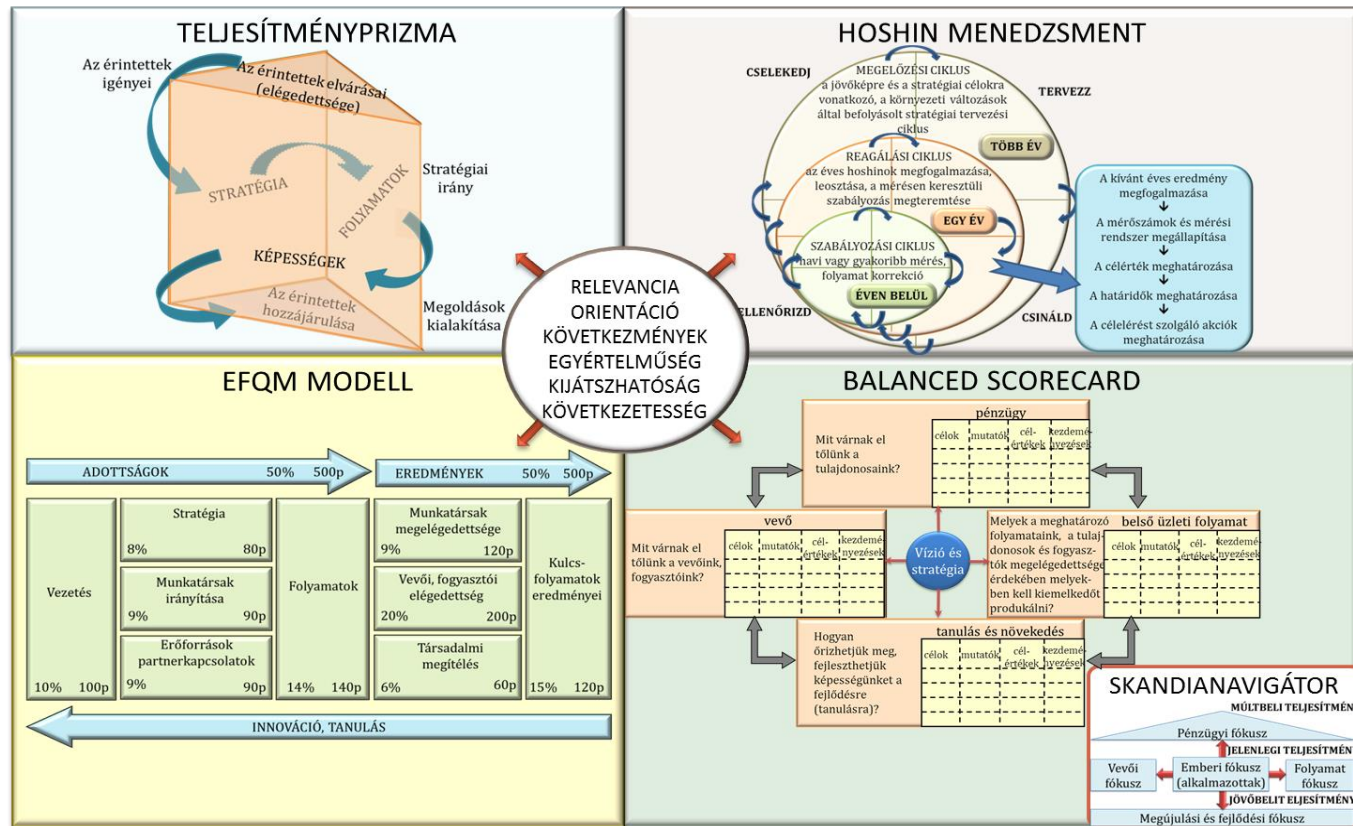 TELJESÍTMÉNYPRIZMA
Az érintettek
igényei
Az érintettek elvárásai
(elégedettsége)
STRATÉGIA
FOLYAMATOK
Stratégiai
irány
KÉPESSÉGEK
Az érintettek
hozzájárulása
Megoldások
kialakítása
HOSHIN MENEDZSMENT
CSELEKEDJ
TERVEZZ
MEGELŐZÉSI CIKLUS
a jövőképre és a stratégiai célokra
vonatkozó, a környezeti változások
által befolyásolt stratégiai tervezési
ciklus
TÖBB ÉV
REAGÁLÁSI CIKLUS
az éves hoshinok megfogalmazása,
leosztása, a mérésen keresztüli
szabályozás megteremtése
EGY ÉV
SZABÁLYOZÁSI CIKLUS
havi vagy gyakoribb mérés,
folyamat korrekció
ÉVEN BELÜL
ELLENŐRIZD
CSINÁLD
A kívánt éves eredmény
megfogalmazása
A mérőszámok és mérési
rendszer megállapítása
A célérték meghatározása
A határidők meghatározása
A célelérést szolgáló akciók
meghatározása
RELEVANCIA
ORIENTÁCIÓ
KÖVETKEZMÉNYEK
EGYÉRTELMŰSÉG
KIJÁTSZHATÓSÁG
KÖVETKEZETESSÉG
EFQM MODELL
ADOTTSÁGOK 50% 500p
EREDMÉNYEK 50% 500p
Vezetés
10% 100p
Stratégia
8% 80p
Munkatársak
irányítása
9% 90p
Erőforrások
partnerkapcsolatok
9% 90p
Folyamatok
14% 140p
Munkatársak
megelégedettsége
9% 120p
Vevői, fogyasztói
elégedettség
20% 200p
Társadalmi
megítélés
6% 60p
Kulcs-
folyamatok
eredményei
15% 120p
INNOVÁCIÓ, TANULÁS
BALANCED SCORECARD
Mit várnak el
tőlünk a
tulajdonosaink?
pénzügy
célok mutatók cél-
értékek kezdemé-
nyezések
Mit várnak el
tőlünk a vevőink,
fogyasztóink?
vevő
célok mutatók cél-
értékek kezdemé-
nyezések
Vízió és
stratégia
Melyek a meghatározó
folyamataink, a tulaj-
donosok és fogyasz-
tók megelégedettsége
érdekében melyek-
ben kell kiemelkedőt
produkálni?
belső üzleti folyamat
célok mutatók cél-
értékek kezdemé-
nyezések
Hogyan
őrizhetjük meg,
fejleszthetjük
képességünket a
fejlődésre
(tanulásra)?
tanulás és növekedés
célok mutatók cél-
értékek kezdemé-
nyezések
SKANDIANAVIGÁTOR
MÚLTBELI TELJESÍTMÉN
Pénzügyi fókusz
JELENLEGI TELJESÍTMÉN
Vevői
fókusz
Emberi fókusz
(alkalmazottak)
Folyamat
fókusz
JÖVŐBELIT ELJESÍTMÉNY
Megújulási és fejlődési fókusz